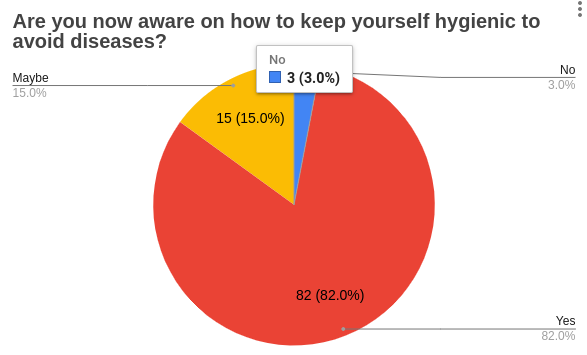 Are you now aware on how to keep yourself hygienic to
avoid diseases?
No
3 (3.0%)
Maybe
15.0%
No
3.0%
15 (15.0%)
82 (82.0%)
Yes
82.0%